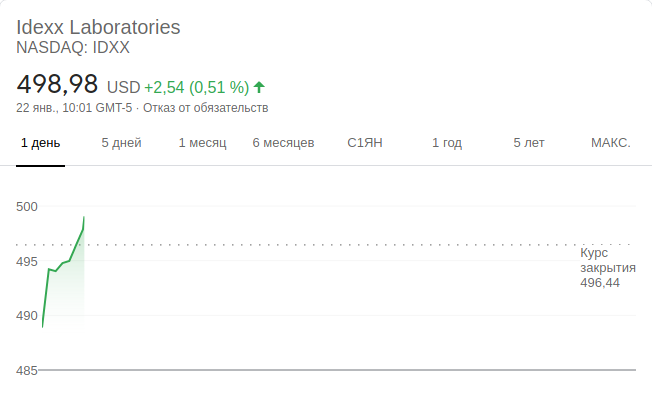 Idexx Laboratories
NASDAQ: IDXX
498,98 USD +2,54 (0,51 %)
22 янв., 10:01 GMT-5 · Отказ от обязательств
1 день 5 дней 1 месяц 6 месяцев С1ЯН 1 год 5 лет МАКС.
500
495
490
485
Курс
закрытия
496,44